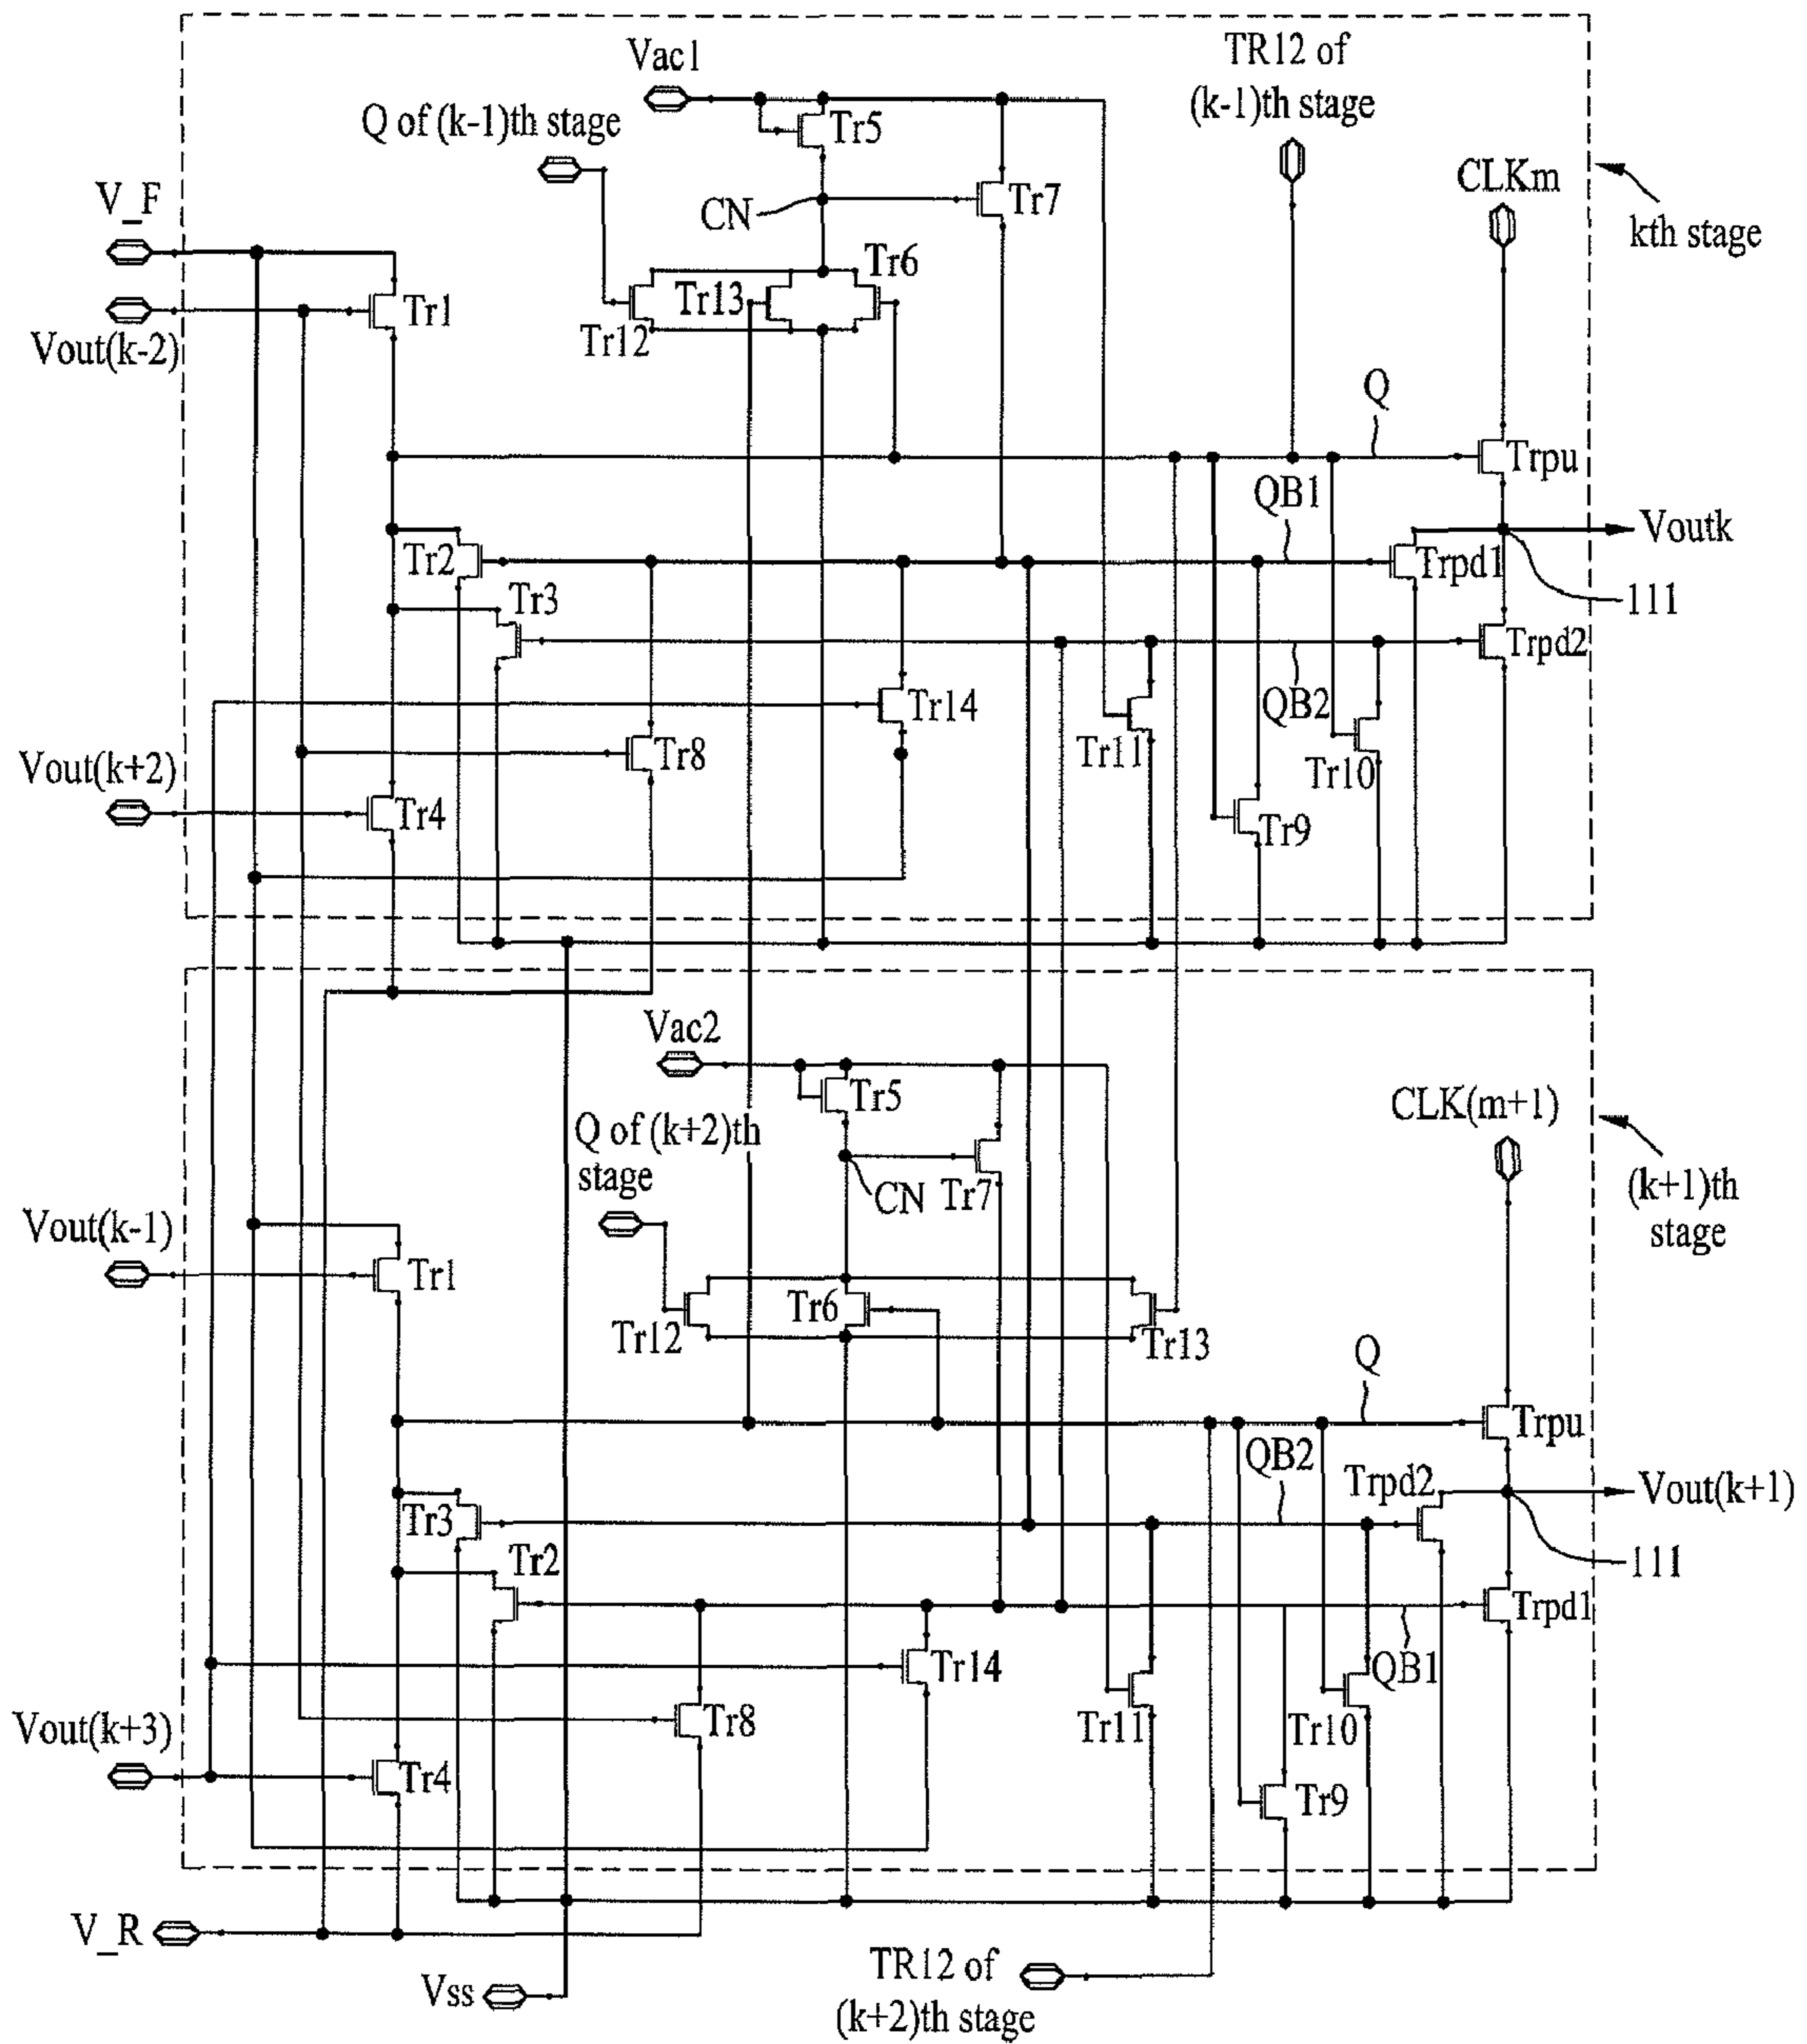 Vac1
TR12 of
(k-1)th stage
Q of (k-1)th stage
Tr5
V_F
CN
Tr7
CLKm
kth stage
Tr6
Tr13
Tr1
Tr12
Vout(k-2)
Q
Trpu
QB1
Voutk
Tr2
Trpd1
Tr3
111
Trpd2
QB2
Tr14
Tr11
Tr8
Tr10
Vout(k+2)
Tr4
Tr9
Vac2
Tr5
CLK(m+1)
Q of (k+2)th
stage
CN
Tr7
(k+1)th
stage
Vout(k-1)
Tr1
Tr6
Tr12
Tr13
Q
Trpu
QB2
Trpd2
Vout(k+1)
Tr3
Tr2
111
Trpd1
Tr14
QB1
Tr8
Tr11
Tr10
Vout(k+3)
Tr4
Tr9
V_R
TR12 of
(k+2)th stage
Vss